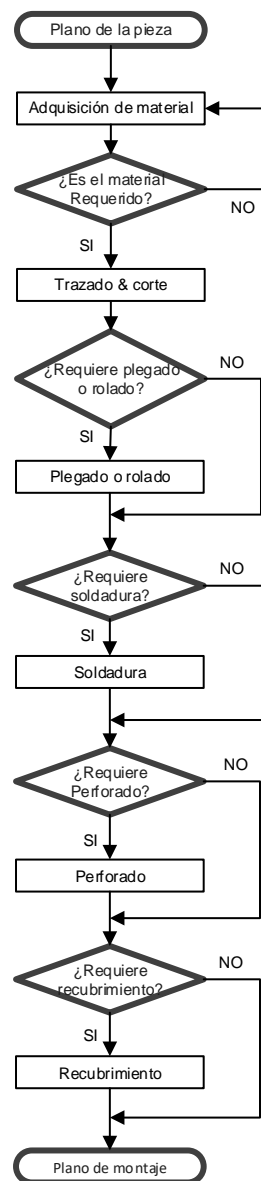 Plano de la pieza
Adquisición de material
¿Es el material
Requerido?
NO
SI
Trazado & corte
¿Requiere plegado
o rolado?
NO
SI
Plegado o rolado
¿Requiere
soldadura?
NO
SI
Soldadura
¿Requiere
Perforado?
NO
SI
Perforado
¿Requiere
recubrimiento?
NO
SI
Recubrimiento
Plano de montaje